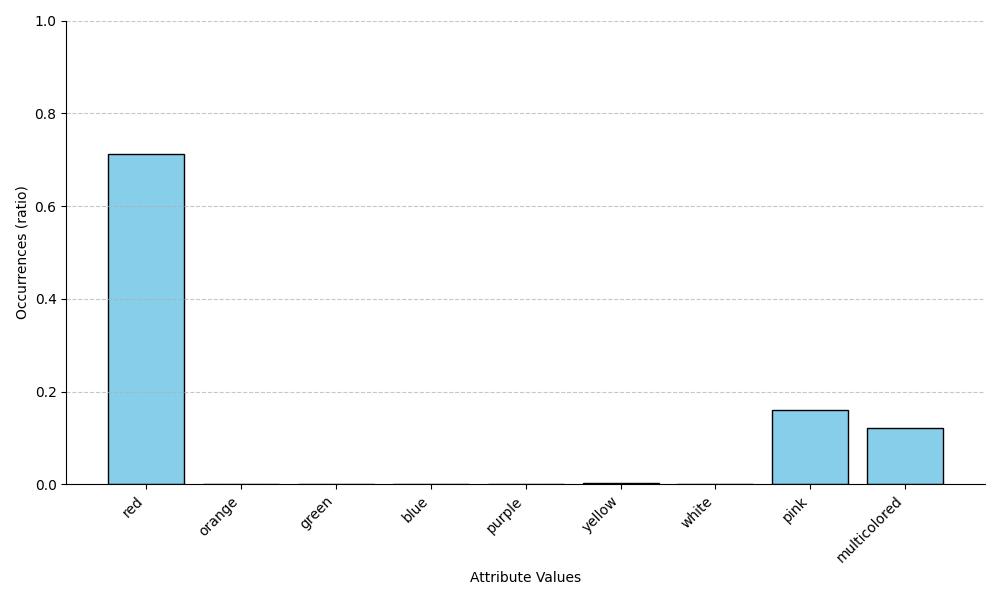 1.0
0.8
0.6
0.4
0.2
0.0
Occurrences (ratio)
red
orange
green
blue
purple
yellow
white
pink
multicolored
Attribute Values